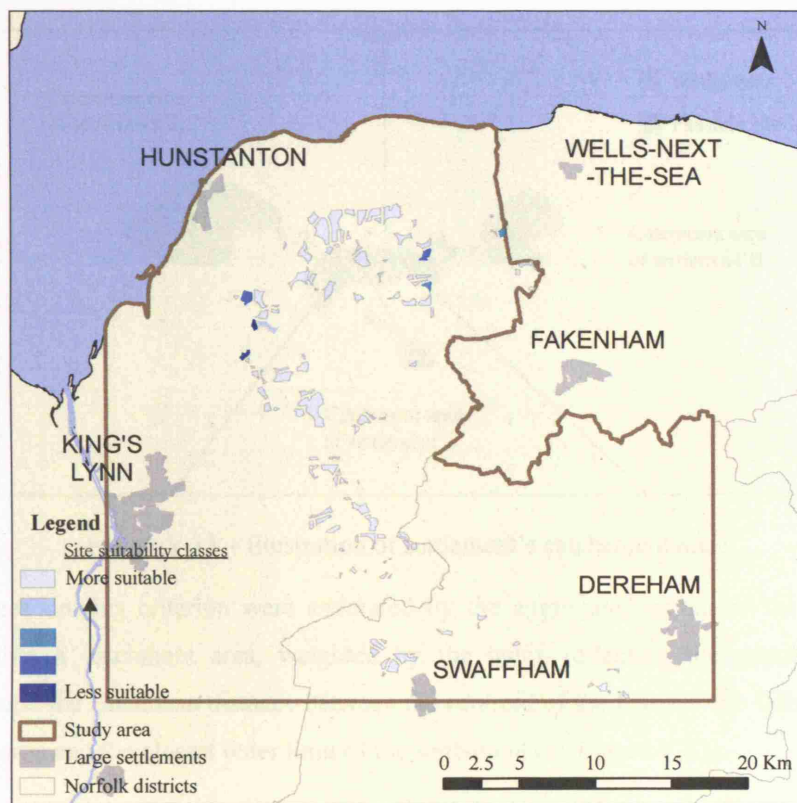 N
HUNSTANTON
WELLS-NEXT
-THE-SEA
FAKENHAM
KING'S
LYNN
DEREHAM
SWAFFHAM
Legend
Site suitability classes
More suitable
Less suitable
Study area
Large settlements
Norfolk districts
0 2.5 5 10 15 20 Km